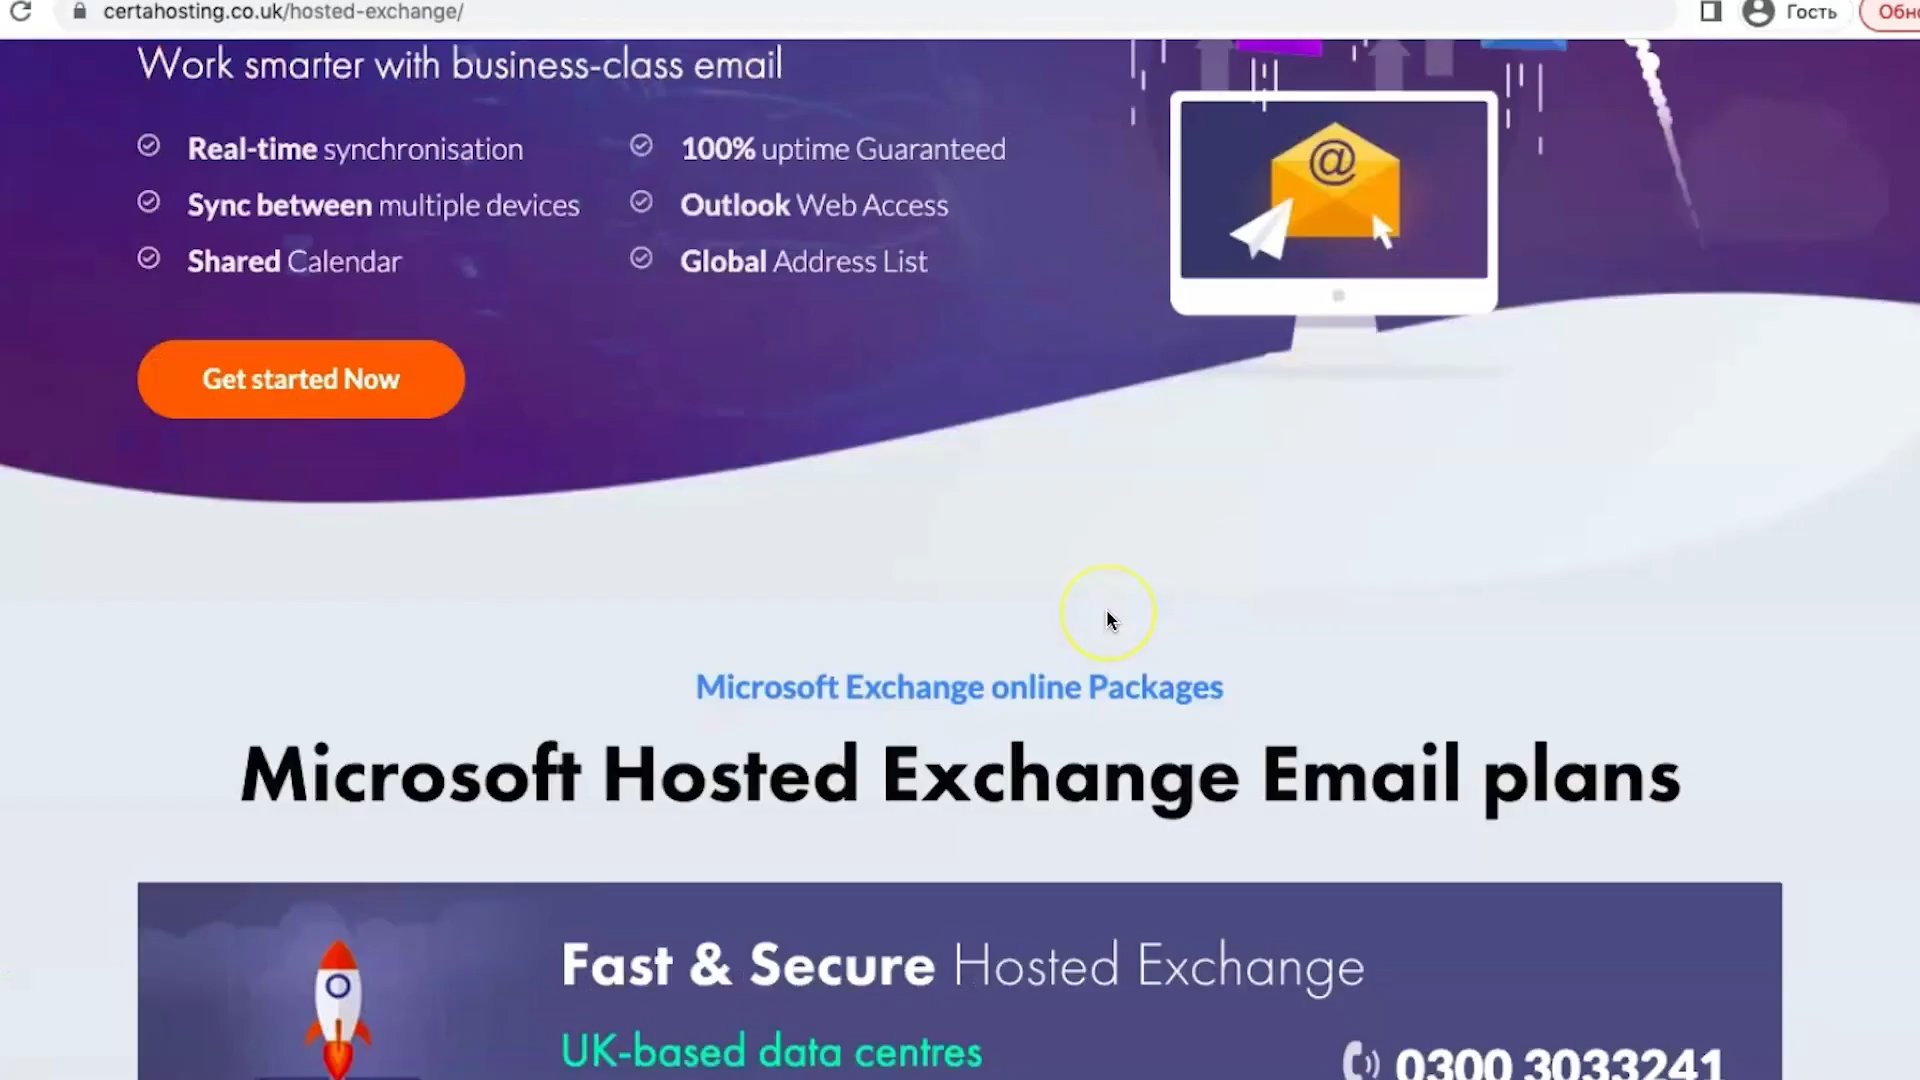 certahosting.co.uk/hosted-exchange/
Гость
Work smarter with business-class email
Real-time synchronisation
100% uptime Guaranteed
Sync between multiple devices
Outlook Web Access
Shared Calendar
Global Address List
@
Get started Now
Microsoft Exchange online Packages
Microsoft Hosted Exchange Email plans
Fast & Secure Hosted Exchange
UK-based data centres
0300 3033241